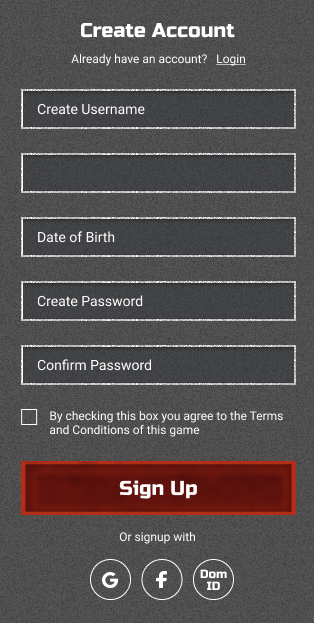 Create Account
Already have an account? Login
Create Username
Date of Birth
Create Password
Confirm Password
By checking this box you agree to the Terms
and Conditions of this game
Sign Up
Or signup with
G f Dom
ID